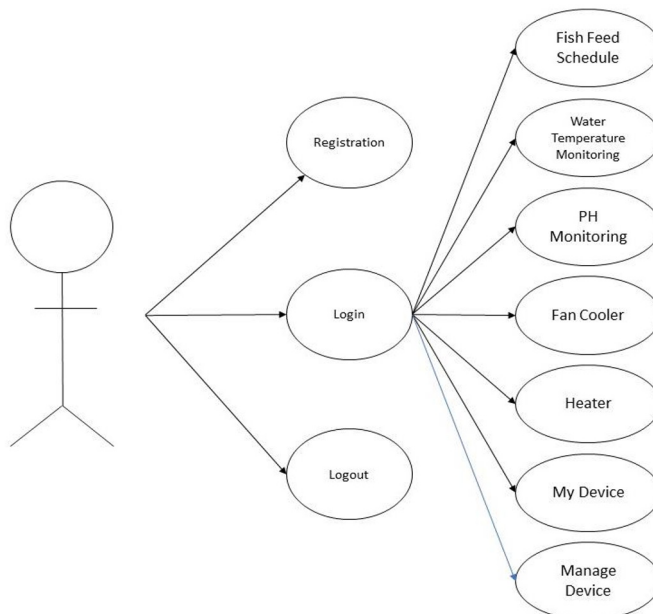 Fish Feed
Schedule
Registration
Water
Temperature
Monitoring
PH
Monitoring
Login
Fan Cooler
Heater
Logout
My Device
Manage
Device